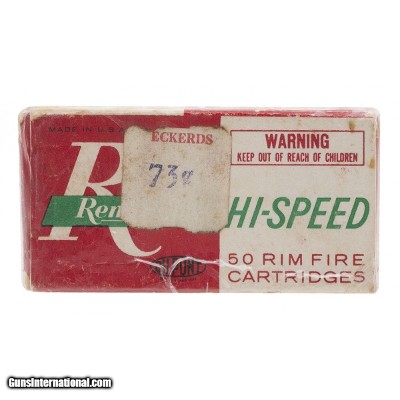 MADE IN U.S.A.
ECKERDS
73¢
R
Rem
WARNING
KEEP OUT OF REACH OF CHILDREN
HI-SPEED
50 RIM FIRE
CARTRIDGES
GunsInternational.com